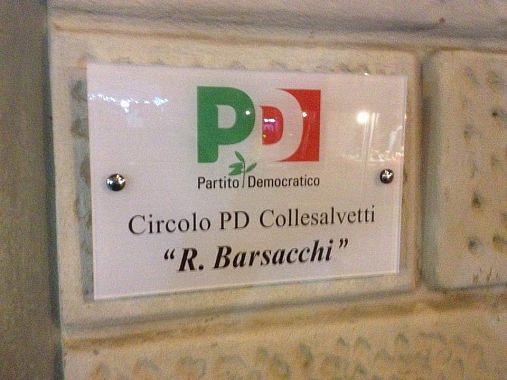 PD
Partito Democratico
Circolo PD Collesalvetti
“R. Barsacchi”